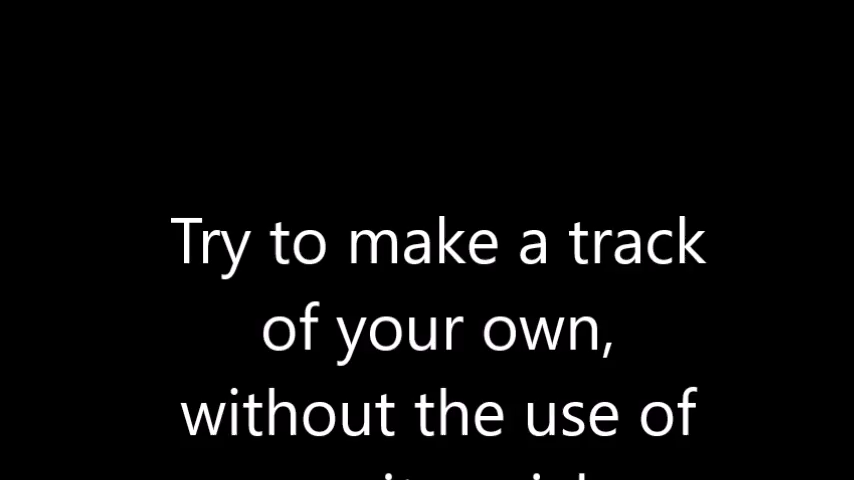 Try to make a track
of your own,
without the use of